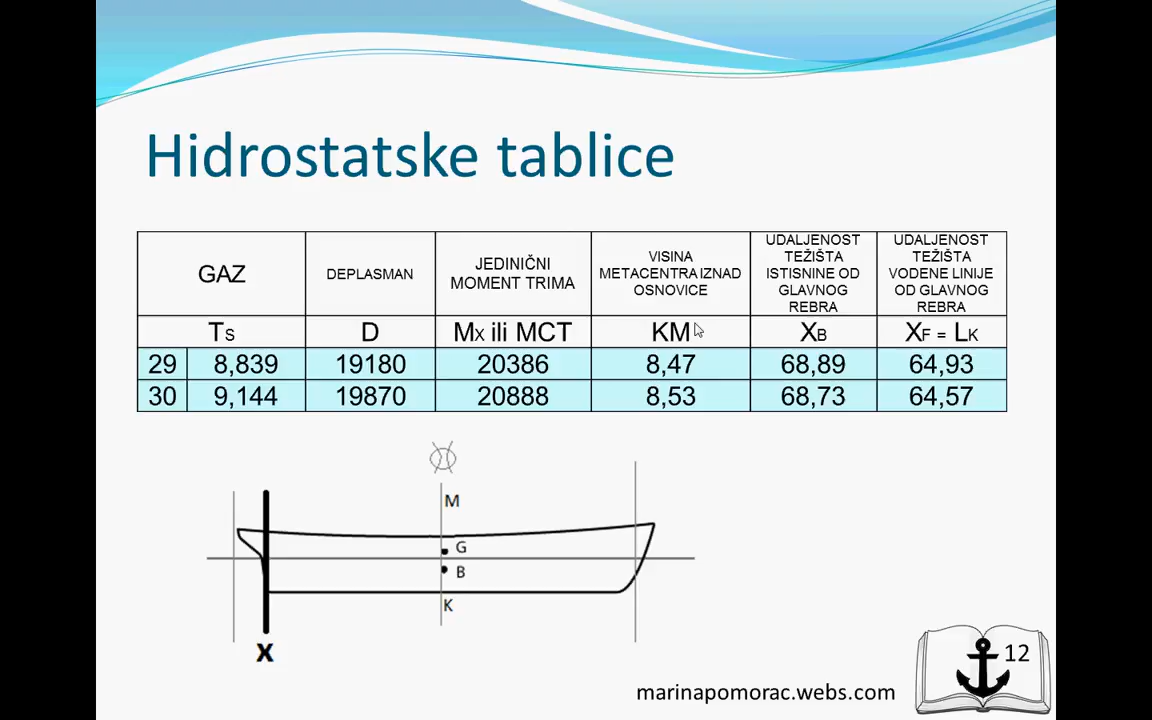 Hidrostatske tablice
GAZ
DEPLASMAN
JEDINIČNI
MOMENT TRIMA
VISINA
METACENTRA IZNAD
OSNOVICE
UDALJENOST
TEŽIŠTA
ISTISNINE OD
GLAVNOG
REBRA
UDALJENOST
TEŽIŠTA
VODENE LINIJE
OD GLAVNOG
REBRA
TS D MX ili MCT KM XB XF = LK
29 8,839 19180 20386 8,47 68,89 64,93
30 9,144 19870 20888 8,53 68,73 64,57
M
G
B
K
X
12
marinapomorac.webs.com